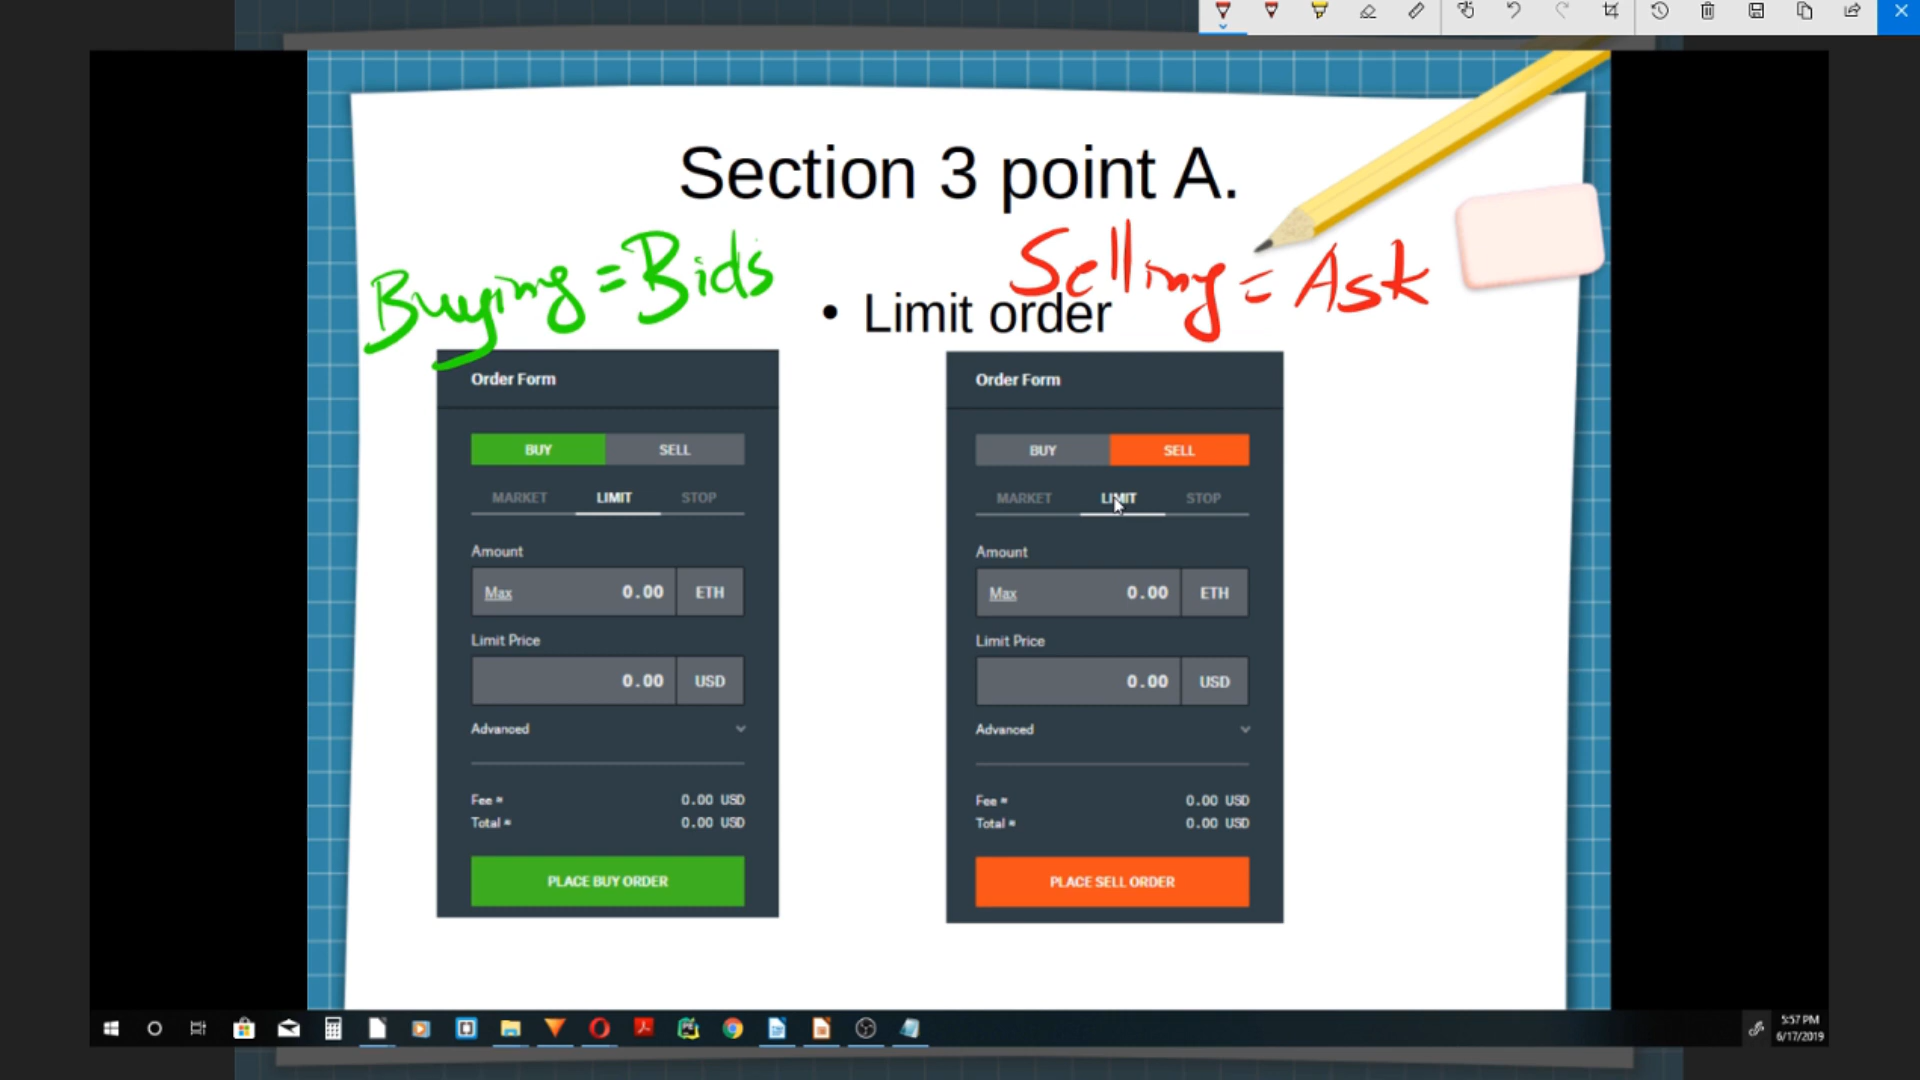 Section 3 point A.
Buying = Bids
Selling = Ask
• Limit order
Order Form
BUY SELL
MARKET LIMIT STOP
Amount
Max 0.00 ETH
Limit Price
0.00 USD
Advanced
Fee ≈ 0.00 USD
Total ≈ 0.00 USD
PLACE BUY ORDER
Order Form
BUY SELL
MARKET LIMIT STOP
Amount
Max 0.00 ETH
Limit Price
0.00 USD
Advanced
Fee ≈ 0.00 USD
Total ≈ 0.00 USD
PLACE SELL ORDER
5:57 PM
6/17/2019